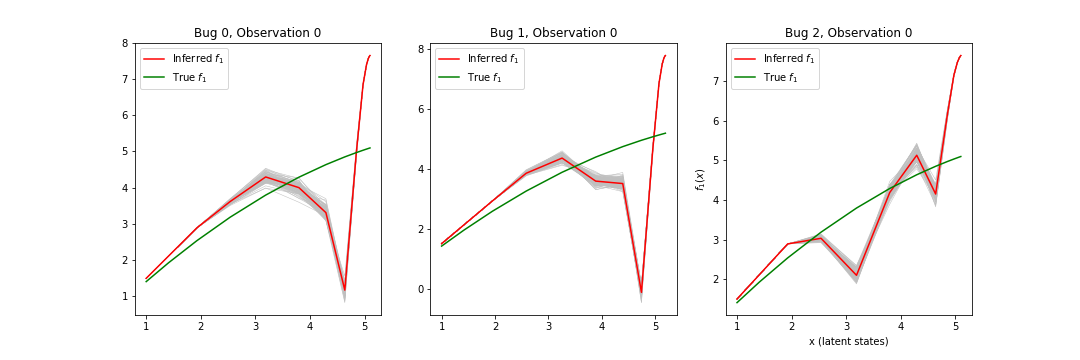 Bug 0, Observation 0
Inferred f₁
True f₁
8
7
6
5
4
3
2
1
1 2 3 4 5
Bug 1, Observation 0
Inferred f₁
True f₁
8
6
4
2
0
1 2 3 4 5
Bug 2, Observation 0
Inferred f₁
True f₁
f₁(x)
7
6
5
4
3
2
1 2 3 4 5
x (latent states)